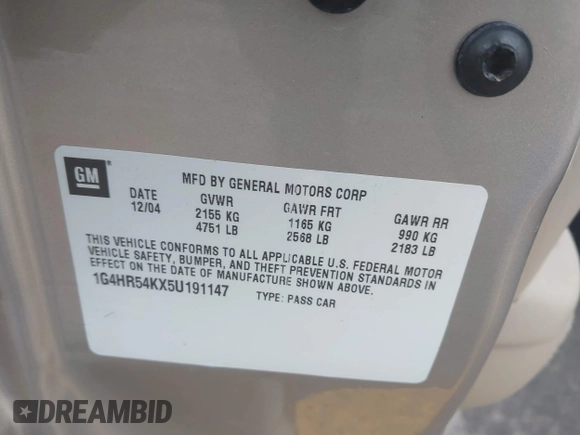 GM®
MFD BY GENERAL MOTORS CORP
DATE GVWR GAWR FRT GAWR RR
12/04 2155 KG 1165 KG 990 KG
4751 LB 2568 LB 2183 LB
THIS VEHICLE CONFORMS TO ALL APPLICABLE U.S. FEDERAL MOTOR
VEHICLE SAFETY, BUMPER, AND THEFT PREVENTION STANDARDS IN
EFFECT ON THE DATE OF MANUFACTURE SHOWN ABOVE.
1G4HR54KX5U191147 TYPE: PASS CAR
DREAMBID